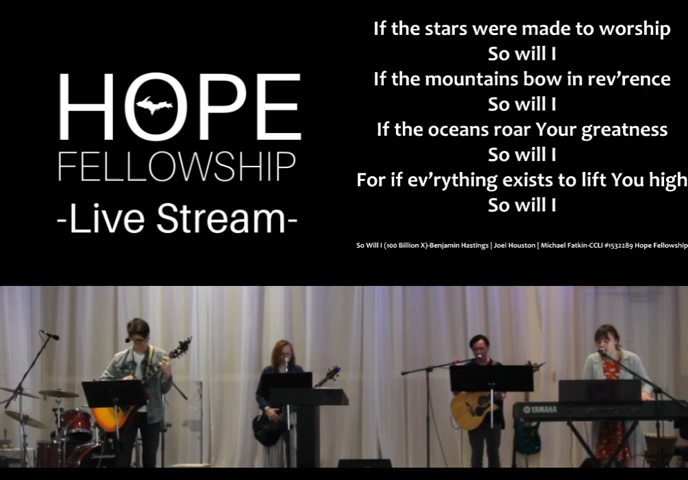 HOPE
FELLOWSHIP
-Live Stream-
If the stars were made to worship
So will I
If the mountains bow in rev'rence
So will I
If the oceans roar Your greatness
So will I
For if ev'rything exists to lift You high
So will I
So Will I (100 Billion X)-Benjamin Hastings | Joel Houston | Michael Fatkin-CCLI #1532289 Hope Fellowship
YAMAHA